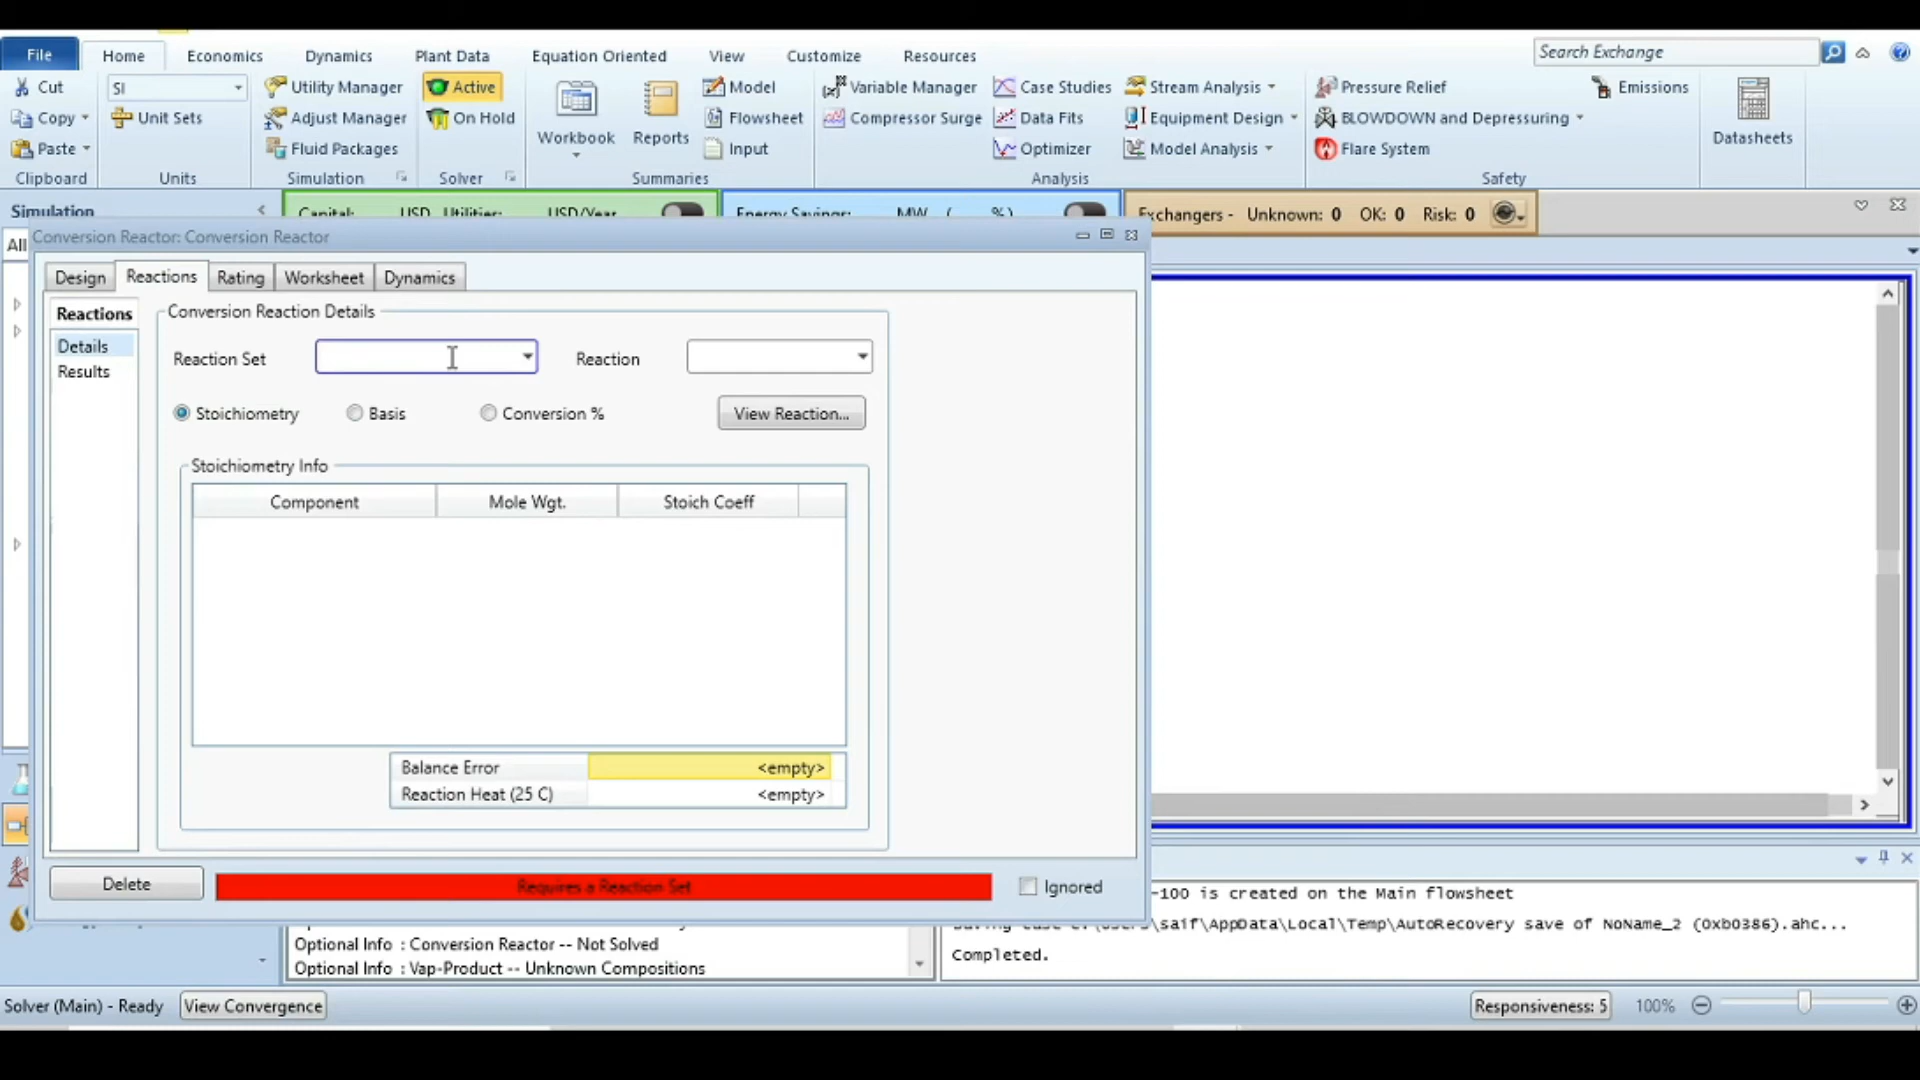 File Home Economics Dynamics Plant Data Equation Oriented View Customize Resources Search Exchange
Cut SI Utility Manager Active Model Variable Manager Case Studies Stream Analysis Pressure Relief Emissions
Copy Unit Sets Adjust Manager On Hold Workbook Reports Flowsheet Compressor Surge Data Fits Equipment Design BLOWDOWN and Depressuring Datasheets
Paste Fluid Packages Input Optimizer Model Analysis Flare System
Clipboard Units Simulation Solver Summaries Analysis Safety
Simulation Capital: USD Utilities: USD/Year Energy Savings: MW ( %) Exchangers - Unknown: 0 OK: 0 Risk: 0
All Conversion Reactor: Conversion Reactor
Design Reactions Rating Worksheet Dynamics
Reactions Conversion Reaction Details
Details Reaction Set Reaction
Results
Stoichiometry Basis Conversion % View Reaction...
Stoichiometry Info
Component Mole Wgt. Stoich Coeff
Balance Error <empty>
Reaction Heat (25 C) <empty>
Delete Requires a Reaction Set Ignored
-100 is created on the Main flowsheet
\AppData\Local\Temp\AutoRecovery save of NoName_2 (0xb0386).ahc...
Completed.
Optional Info : Conversion Reactor -- Not Solved
Optional Info : Vap-Product -- Unknown Compositions
Solver (Main) - Ready View Convergence Responsiveness: 5 100%